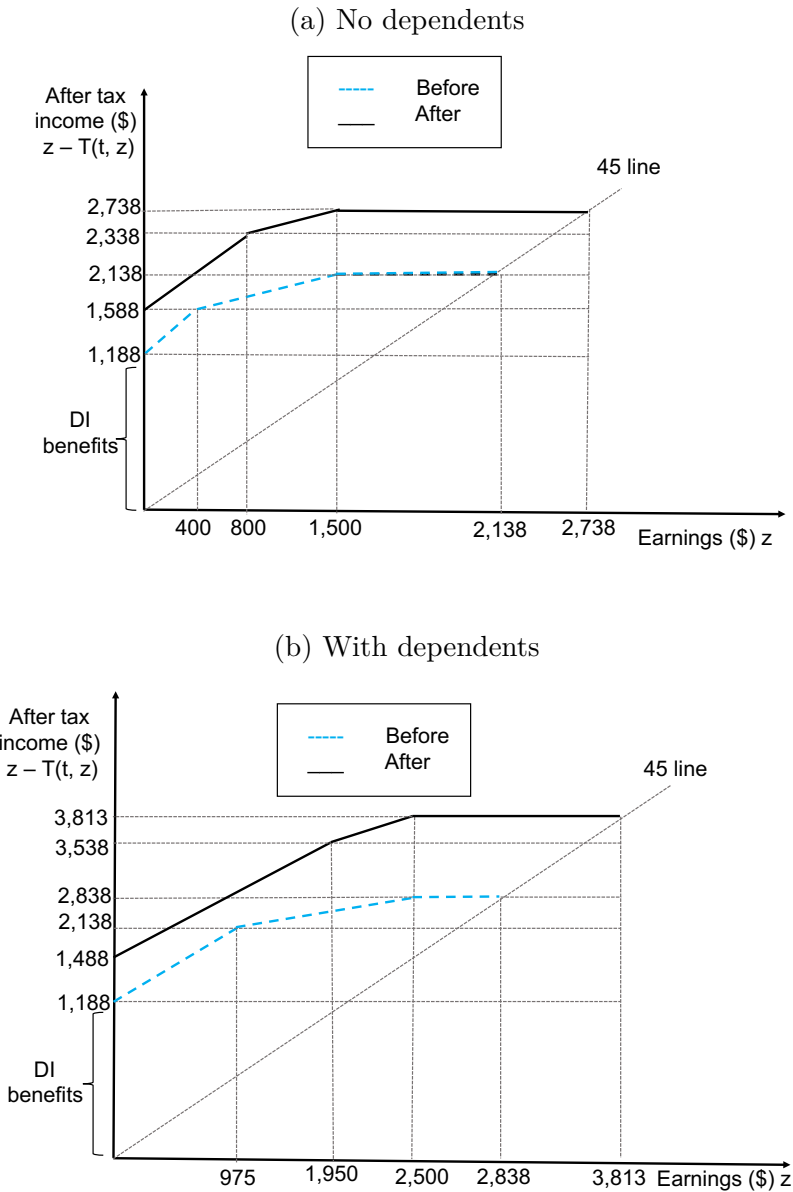 (a) No dependents
Before
After
After tax
income ($)
z – T(t, z)
45 line
2,738
2,338
2,138
1,588
1,188
DI
benefits
400
800
1,500
2,138
2,738
Earnings ($) z
(b) With dependents
Before
After
After tax
income ($)
z – T(t, z)
45 line
3,813
3,538
2,838
2,138
1,488
1,188
DI
benefits
975
1,950
2,500
2,838
3,813
Earnings ($) z